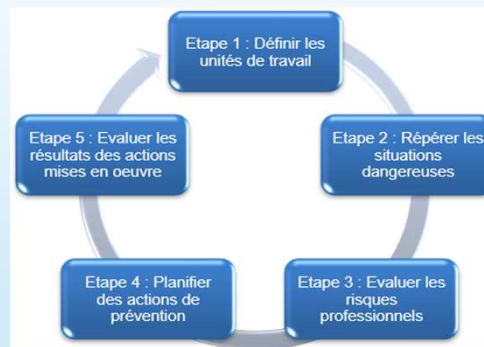 Etape 1 : Définir les
unités de travail
Etape 2 : Répérer les
situations
dangereuses
Etape 3 : Evaluer les
risques
professionnels
Etape 4 : Planifier
des actions de
prévention
Etape 5 : Evaluer les
résultats des actions
mises en oeuvre